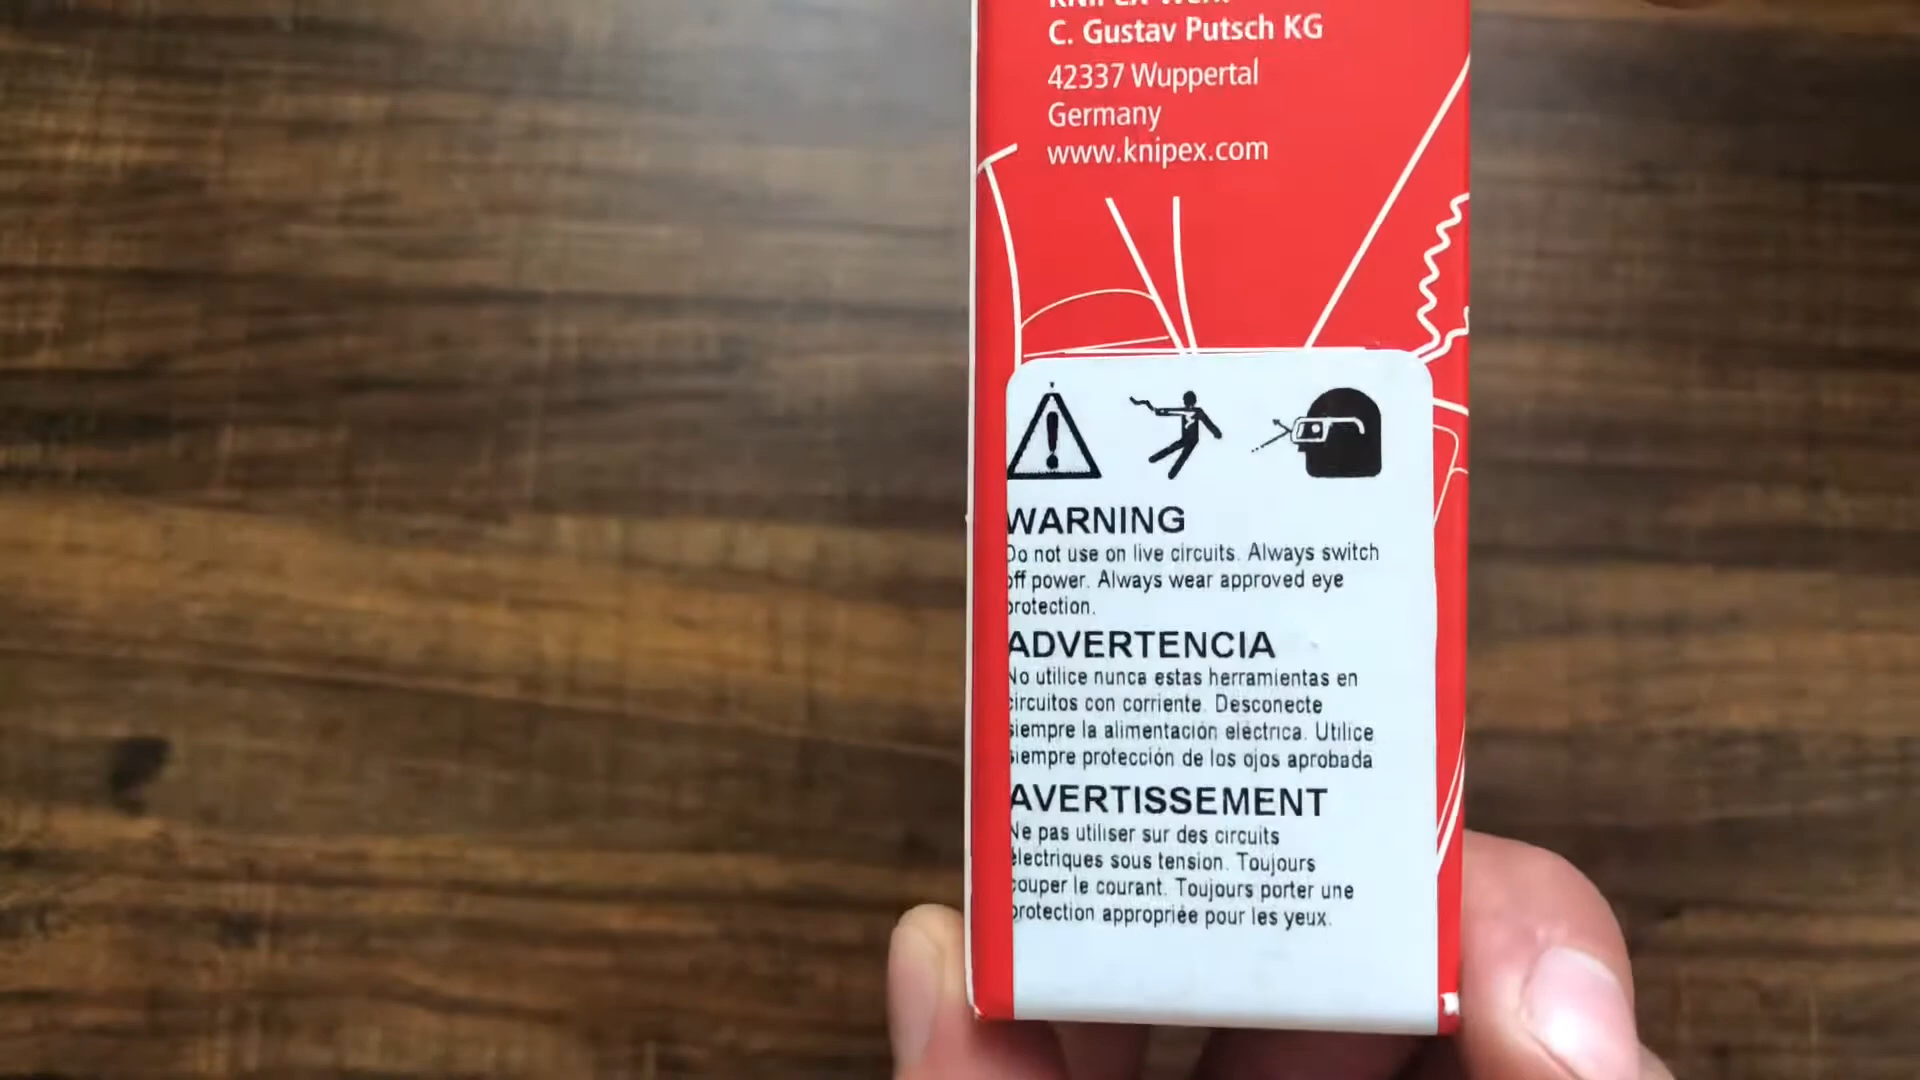 KNIPEX-Werk
C. Gustav Putsch KG
42337 Wuppertal
Germany
www.knipex.com
WARNING
Do not use on live circuits. Always switch
off power. Always wear approved eye
protection.
ADVERTENCIA
No utilice nunca estas herramientas en
circuitos con corriente. Desconecte
siempre la alimentación eléctrica. Utilice
siempre protección de los ojos aprobada
AVERTISSEMENT
Ne pas utiliser sur des circuits
électriques sous tension. Toujours
couper le courant. Toujours porter une
protection appropriée pour les yeux.